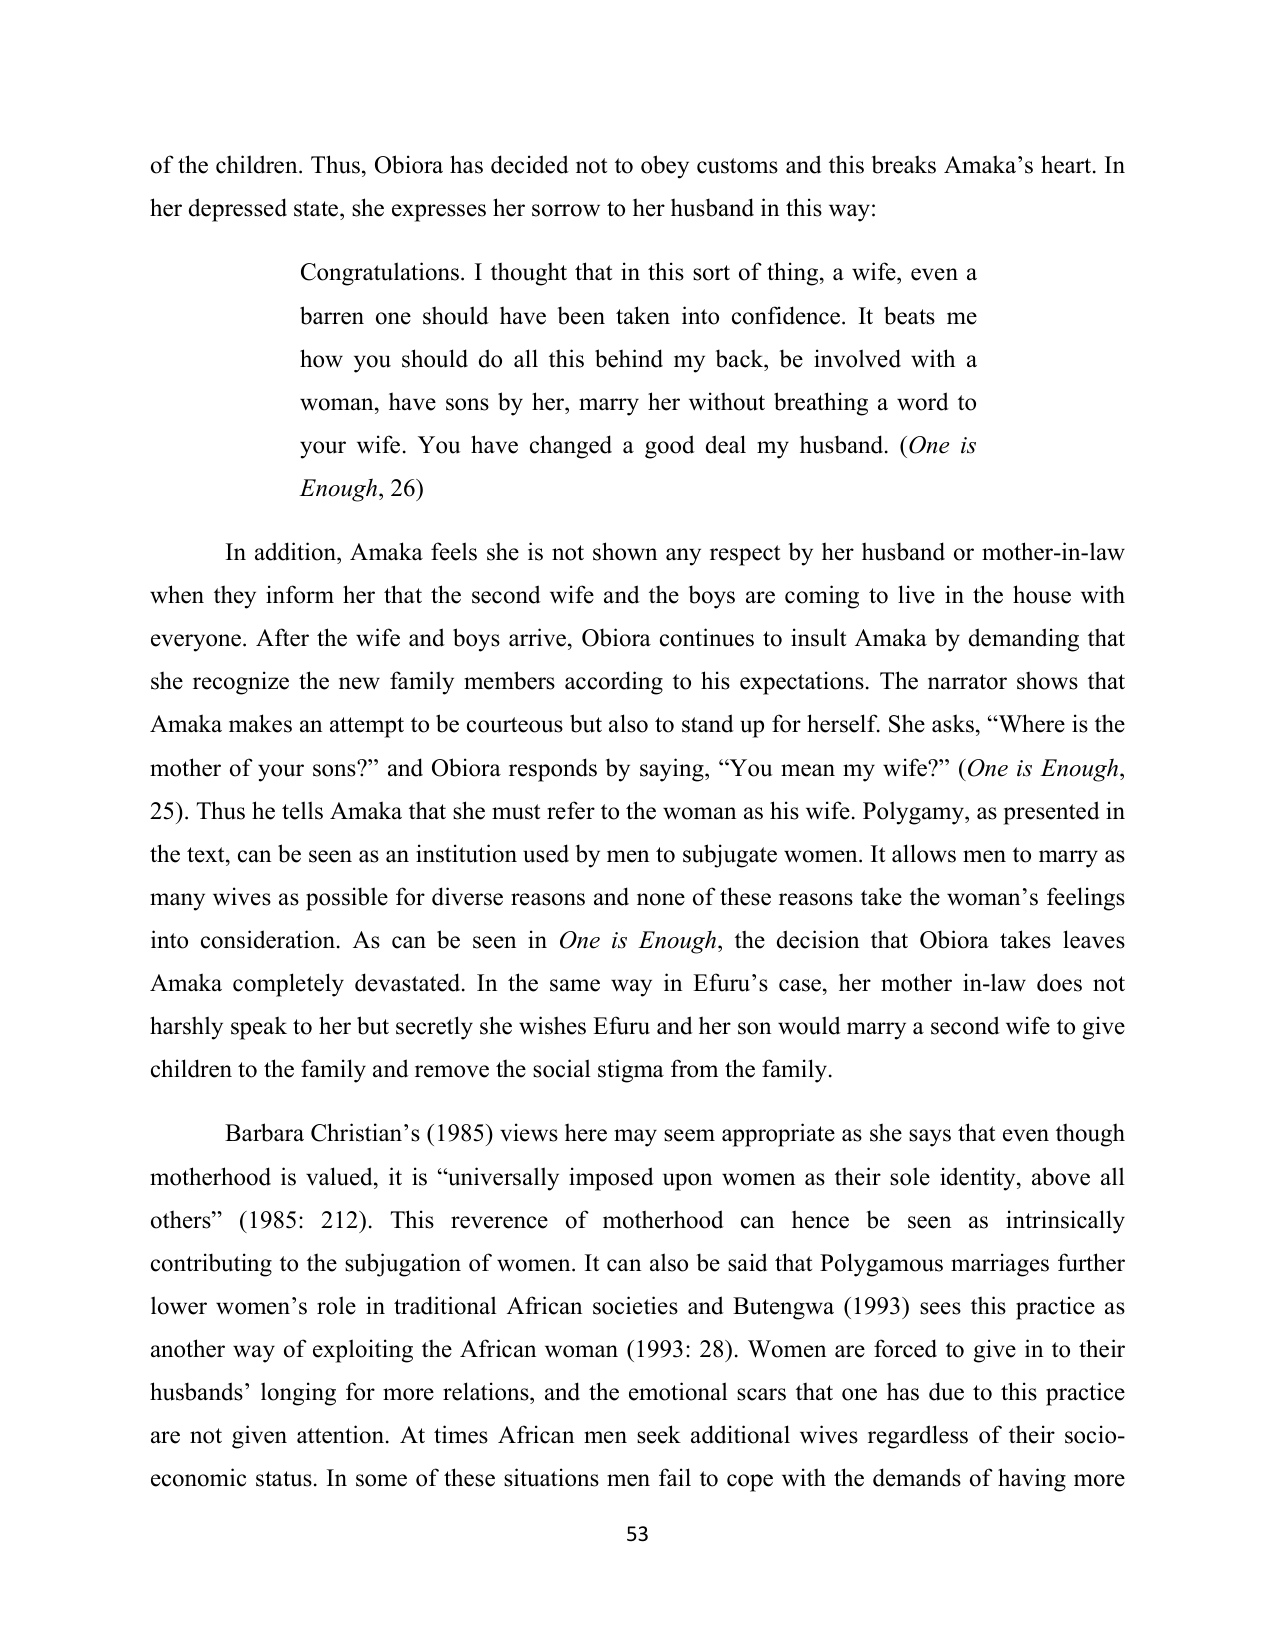 of the children. Thus, Obiora has decided not to obey customs and this breaks Amaka’s heart. In
her depressed state, she expresses her sorrow to her husband in this way:
Congratulations. I thought that in this sort of thing, a wife, even a
barren one should have been taken into confidence. It beats me
how you should do all this behind my back, be involved with a
woman, have sons by her, marry her without breathing a word to
your wife. You have changed a good deal my husband. (One is
Enough, 26)
In addition, Amaka feels she is not shown any respect by her husband or mother-in-law
when they inform her that the second wife and the boys are coming to live in the house with
everyone. After the wife and boys arrive, Obiora continues to insult Amaka by demanding that
she recognize the new family members according to his expectations. The narrator shows that
Amaka makes an attempt to be courteous but also to stand up for herself. She asks, “Where is the
mother of your sons?” and Obiora responds by saying, “You mean my wife?” (One is Enough,
25). Thus he tells Amaka that she must refer to the woman as his wife. Polygamy, as presented in
the text, can be seen as an institution used by men to subjugate women. It allows men to marry as
many wives as possible for diverse reasons and none of these reasons take the woman’s feelings
into consideration. As can be seen in One is Enough, the decision that Obiora takes leaves
Amaka completely devastated. In the same way in Efuru’s case, her mother in-law does not
harshly speak to her but secretly she wishes Efuru and her son would marry a second wife to give
children to the family and remove the social stigma from the family.
Barbara Christian’s (1985) views here may seem appropriate as she says that even though
motherhood is valued, it is “universally imposed upon women as their sole identity, above all
others” (1985: 212). This reverence of motherhood can hence be seen as intrinsically
contributing to the subjugation of women. It can also be said that Polygamous marriages further
lower women’s role in traditional African societies and Butengwa (1993) sees this practice as
another way of exploiting the African woman (1993: 28). Women are forced to give in to their
husbands’ longing for more relations, and the emotional scars that one has due to this practice
are not given attention. At times African men seek additional wives regardless of their socio-
economic status. In some of these situations men fail to cope with the demands of having more
53